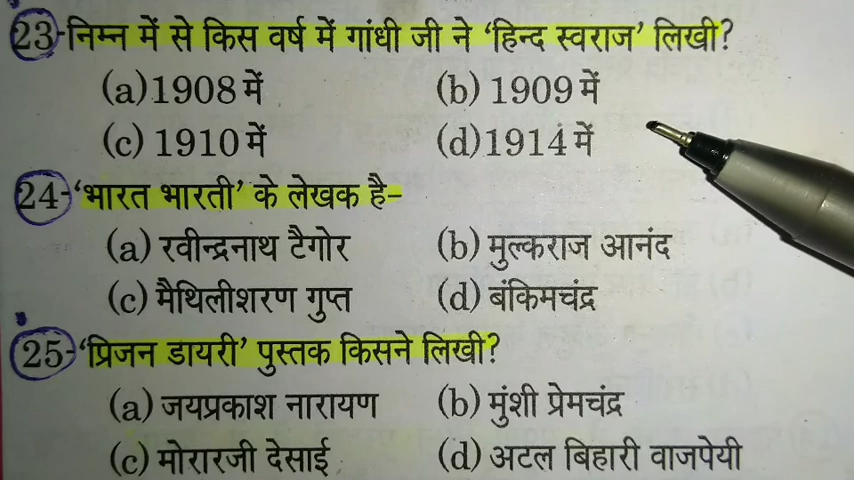 23-निम्न में से किस वर्ष में गांधी जी ने ‘हिन्द स्वराज’ लिखी?
(a) 1908 में (b) 1909 में
(c) 1910 में (d) 1914 में
24-‘भारत भारती’ के लेखक है-
(a) रवीन्द्रनाथ टैगोर (b) मुल्कराज आनंद
(c) मैथिलीशरण गुप्त (d) बंकिमचंद्र
25-‘प्रिजन डायरी’ पुस्तक किसने लिखी?
(a) जयप्रकाश नारायण (b) मुंशी प्रेमचंद्र
(c) मोरारजी देसाई (d) अटल बिहारी वाजपेयी